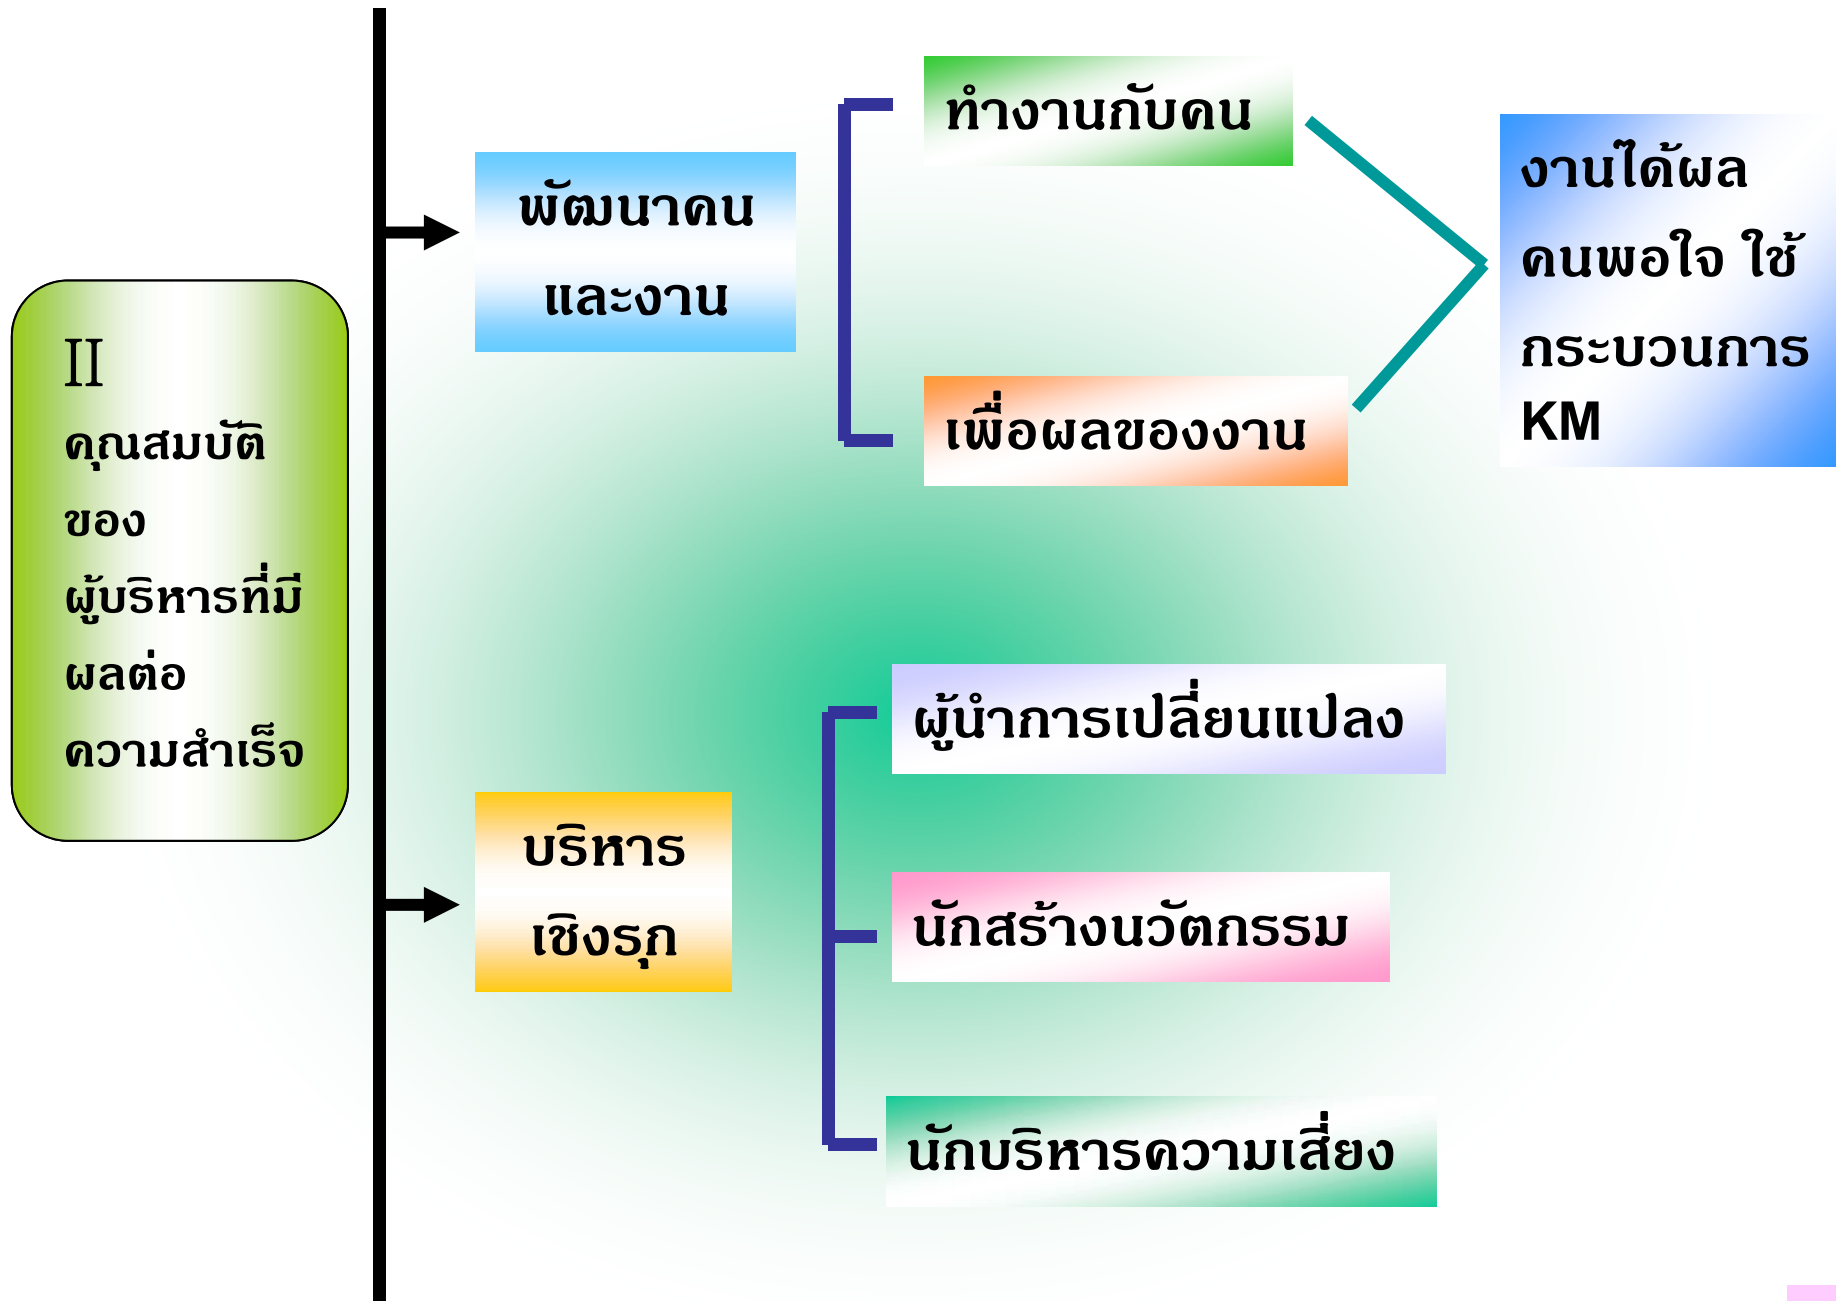 II
คุณสมบัติ
ของ
ผู้บริหารที่มี
ผลต่อ
ความสำเร็จ
พัฒนาคน
และงาน
ทำงานกับคน
เพื่อผลของงาน
งานได้ผล
คนพอใจ ใช้
กระบวนการ
KM
บริหาร
เชิงรุก
ผู้นำการเปลี่ยนแปลง
นักสร้างนวัตกรรม
นักบริหารความเสี่ยง